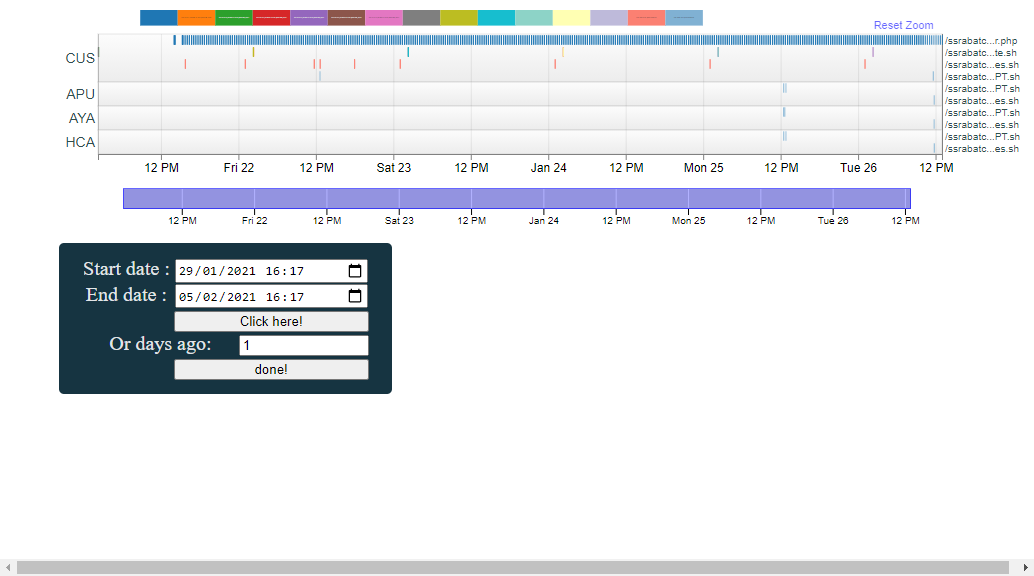 Reset Zoom
/ssrabatc...r.php
/ssrabatc...te.sh
CUS
/ssrabatc...es.sh
/ssrabatc...PT.sh
APU
/ssrabatc...PT.sh
/ssrabatc...es.sh
AYA
/ssrabatc...PT.sh
/ssrabatc...es.sh
HCA
/ssrabatc...PT.sh
/ssrabatc...es.sh
12 PM Fri 22 12 PM Sat 23 12 PM Jan 24 12 PM Mon 25 12 PM Tue 26 12 PM
12 PM Fri 22 12 PM Sat 23 12 PM Jan 24 12 PM Mon 25 12 PM Tue 26 12 PM
Start date : 29/01/2021 16:17
End date : 05/02/2021 16:17
Click here!
Or days ago: 1
done!